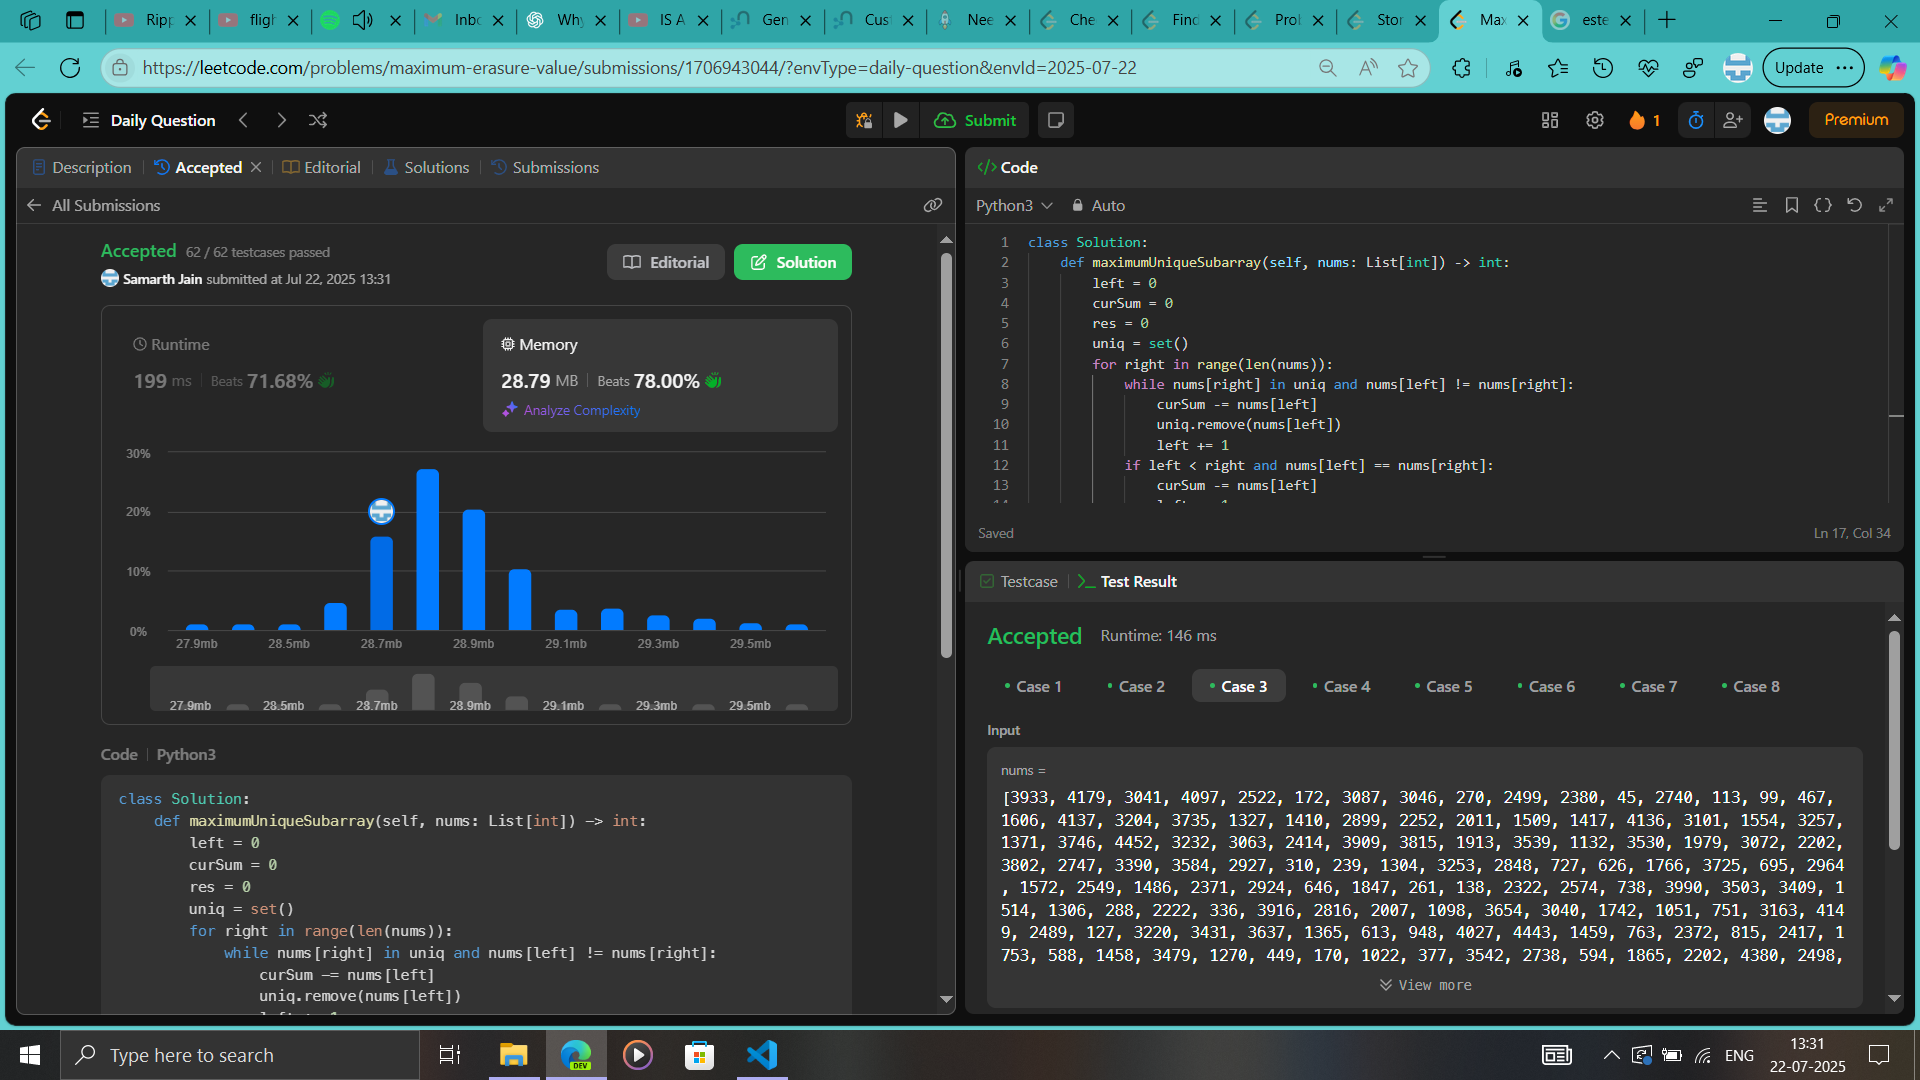 Ripp
fligh
Inbo
Why
IS A
Gen
Cus
Nee
Che
Find
Prol
Stor
Max
este
https://leetcode.com/problems/maximum-erasure-value/submissions/1706943044/?envType=daily-question&envId=2025-07-22
Update
Daily Question
Submit
1
Premium
Description
Accepted
Editorial
Solutions
Submissions
All Submissions
Accepted 62 / 62 testcases passed
Samarth Jain submitted at Jul 22, 2025 13:31
Editorial
Solution
Runtime
199 ms
Beats 71.68%
Memory
28.79 MB
Beats 78.00%
Analyze Complexity
30%
20%
10%
0%
27.9mb 28.5mb 28.7mb 28.9mb 29.1mb 29.3mb 29.5mb
27.9mb 28.5mb 28.7mb 28.9mb 29.1mb 29.3mb 29.5mb
Code Python3
class Solution:
def maximumUniqueSubarray(self, nums: List[int]) -> int:
left = 0
curSum = 0
res = 0
uniq = set()
for right in range(len(nums)):
while nums[right] in uniq and nums[left] != nums[right]:
curSum -= nums[left]
uniq.remove(nums[left])
</> Code
Python3
Auto
1 class Solution:
2 def maximumUniqueSubarray(self, nums: List[int]) -> int:
3 left = 0
4 curSum = 0
5 res = 0
6 uniq = set()
7 for right in range(len(nums)):
8 while nums[right] in uniq and nums[left] != nums[right]:
9 curSum -= nums[left]
10 uniq.remove(nums[left])
11 left += 1
12 if left < right and nums[left] == nums[right]:
13 curSum -= nums[left]
Saved
Ln 17, Col 34
Testcase
Test Result
Accepted Runtime: 146 ms
Case 1
Case 2
Case 3
Case 4
Case 5
Case 6
Case 7
Case 8
Input
nums =
[3933, 4179, 3041, 4097, 2522, 172, 3087, 3046, 270, 2499, 2380, 45, 2740, 113, 99, 467,
1606, 4137, 3204, 3735, 1327, 1410, 2899, 2252, 2011, 1509, 1417, 4136, 3101, 1554, 3257,
1371, 3746, 4452, 3232, 3063, 2414, 3909, 3815, 1913, 3539, 1132, 3530, 1979, 3072, 2202,
3802, 2747, 3390, 3584, 2927, 310, 239, 1304, 3253, 2848, 727, 626, 1766, 3725, 695, 2964
, 1572, 2549, 1486, 2371, 2924, 646, 1847, 261, 138, 2322, 2574, 738, 3990, 3503, 3409, 1
514, 1306, 288, 2222, 336, 3916, 2816, 2007, 1098, 3654, 3040, 1742, 1051, 751, 3163, 414
9, 2489, 127, 3220, 3431, 3637, 1365, 613, 948, 4027, 4443, 1459, 763, 2372, 815, 2417, 1
753, 588, 1458, 3479, 1270, 449, 170, 1022, 377, 3542, 2738, 594, 1865, 2202, 4380, 2498,
View more
Type here to search
DEV
ENG
13:31
22-07-2025